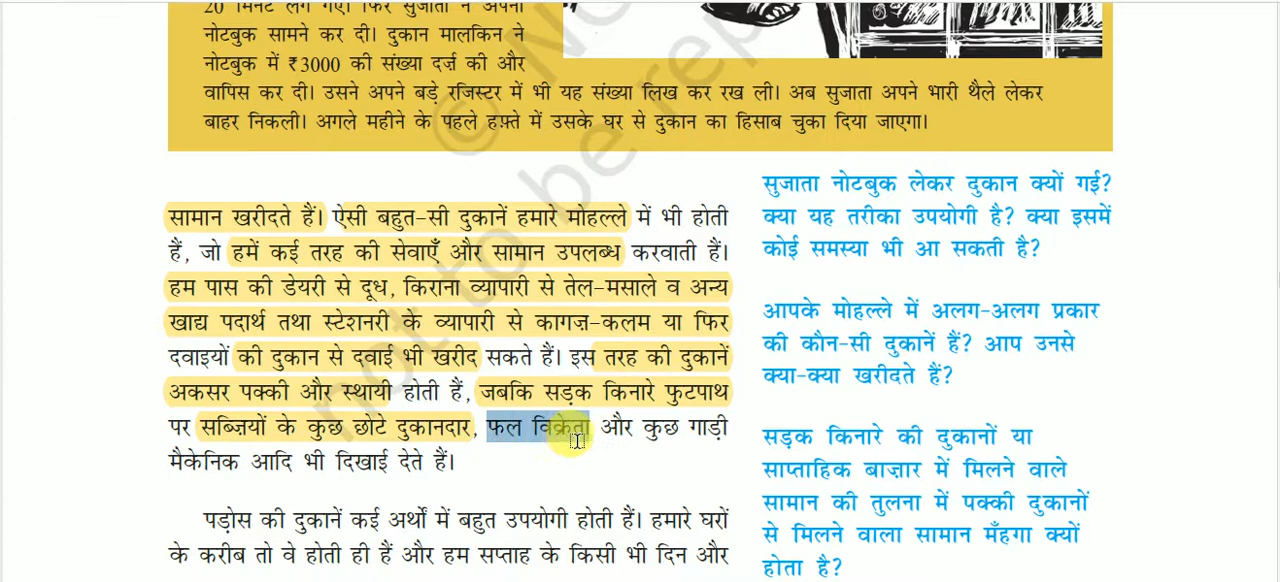 20 मिनट लग गए। फिर सुजाता ने अपनी
नोटबुक सामने कर दी। दुकान मालकिन ने
नोटबुक में ₹3000 की संख्या दर्ज़ की और
वापिस कर दी। उसने अपने बड़े रजिस्टर में भी यह संख्या लिख कर रख ली। अब सुजाता अपने भारी थैले लेकर
बाहर निकली। अगले महीने के पहले हफ़्ते में उसके घर से दुकान का हिसाब चुका दिया जाएगा।
सामान खरीदते हैं। ऐसी बहुत-सी दुकानें हमारे मोहल्ले में भी होती
हैं, जो हमें कई तरह की सेवाएँ और सामान उपलब्ध करवाती हैं।
हम पास की डेयरी से दूध, किराना व्यापारी से तेल-मसाले व अन्य
खाद्य पदार्थ तथा स्टेशनरी के व्यापारी से कागज़-कलम या फिर
दवाइयों की दुकान से दवाई भी खरीद सकते हैं। इस तरह की दुकानें
अकसर पक्की और स्थायी होती हैं, जबकि सड़क किनारे फुटपाथ
पर सब्ज़ियों के कुछ छोटे दुकानदार, फल विक्रेता और कुछ गाड़ी
मैकेनिक आदि भी दिखाई देते हैं।
पड़ोस की दुकानें कई अर्थों में बहुत उपयोगी होती हैं। हमारे घरों
के करीब तो वे होती ही हैं और हम सप्ताह के किसी भी दिन और
सुजाता नोटबुक लेकर दुकान क्यों गई?
क्या यह तरीका उपयोगी है? क्या इसमें
कोई समस्या भी आ सकती है?
आपके मोहल्ले में अलग-अलग प्रकार
की कौन-सी दुकानें हैं? आप उनसे
क्या-क्या खरीदते हैं?
सड़क किनारे की दुकानों या
साप्ताहिक बाज़ार में मिलने वाले
सामान की तुलना में पक्की दुकानों
से मिलने वाला सामान मँहगा क्यों
होता है?
© No
not to be rep